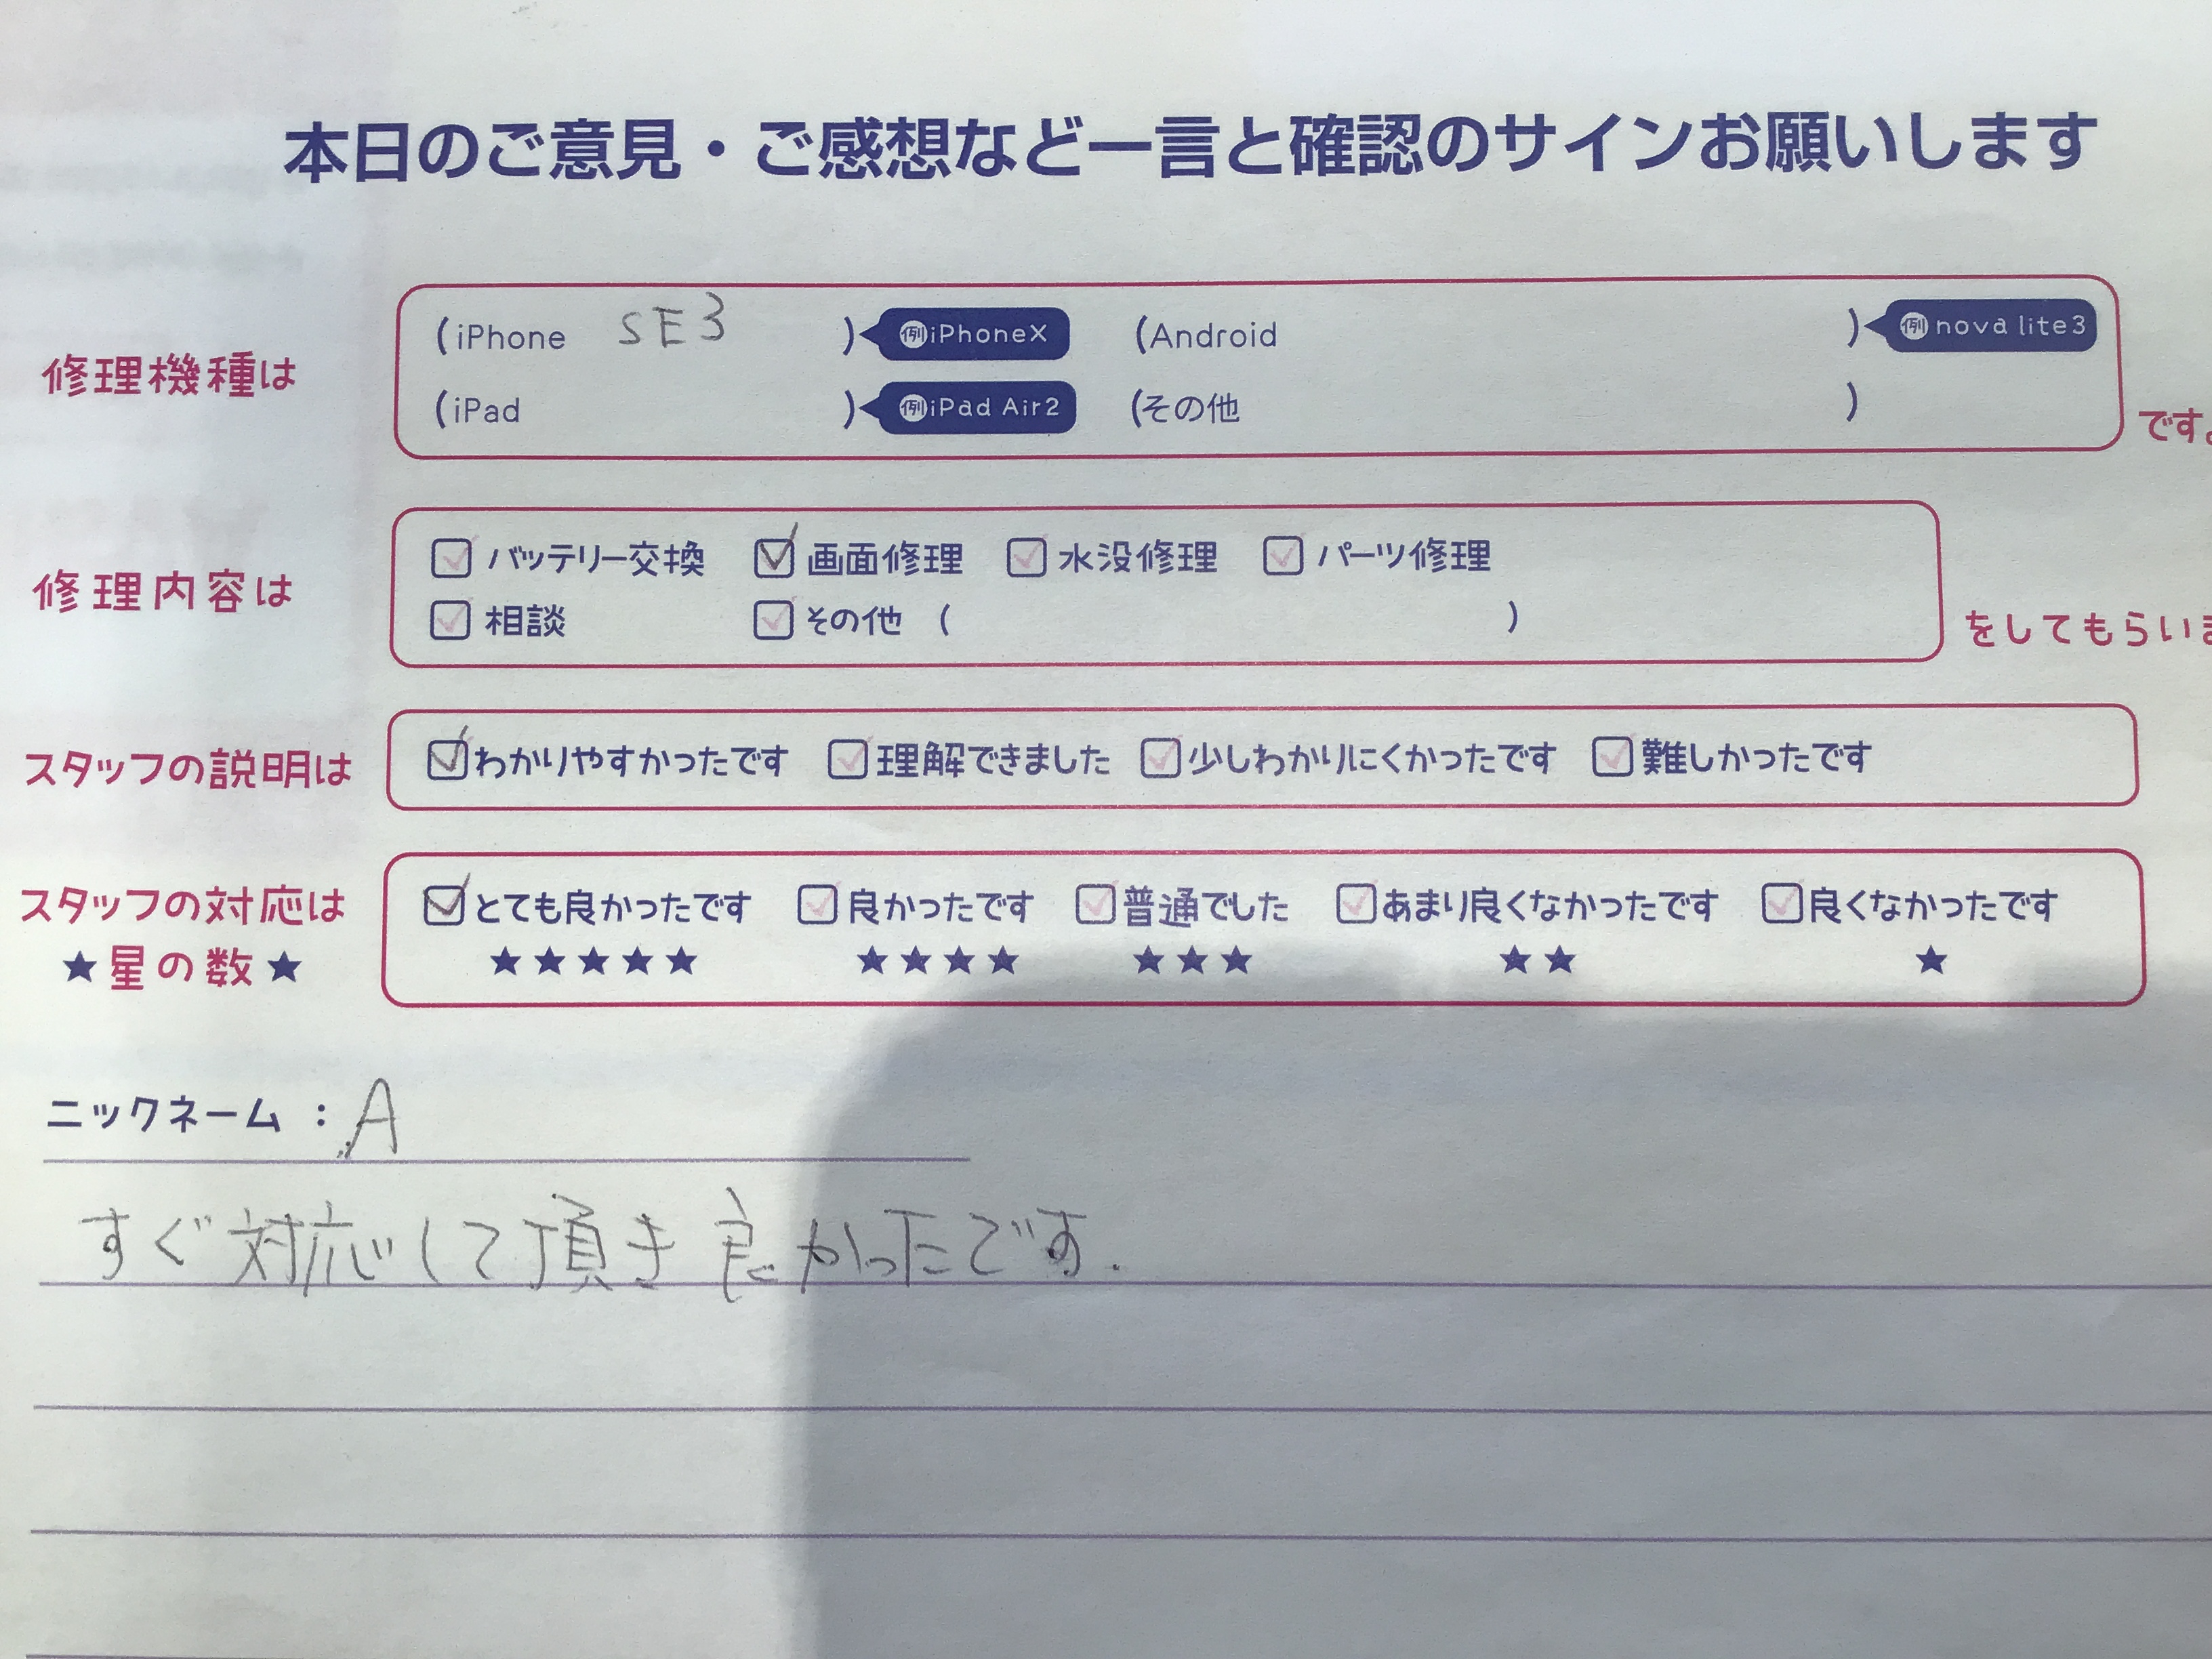 本日のご意見・ご感想など一言と確認のサインお願いします
修理機種は
(iPhone SE3 ) 例iPhoneX (Android ) 例nova lite3
(iPad ) 例iPad Air2 (その他 )
です。
修理内容は
バッテリー交換 画面修理 水没修理 パーツ修理
相談 その他 ( )
をしてもらいま
スタッフの説明は
わかりやすかったです 理解できました 少しわかりにくかったです 難しかったです
スタッフの対応は
★星の数★
とても良かったです 良かったです 普通でした あまり良くなかったです 良くなかったです
★★★★★ ★★★★ ★★★ ★★ ★
ニックネーム : A
すぐ対応して頂き良かったです.